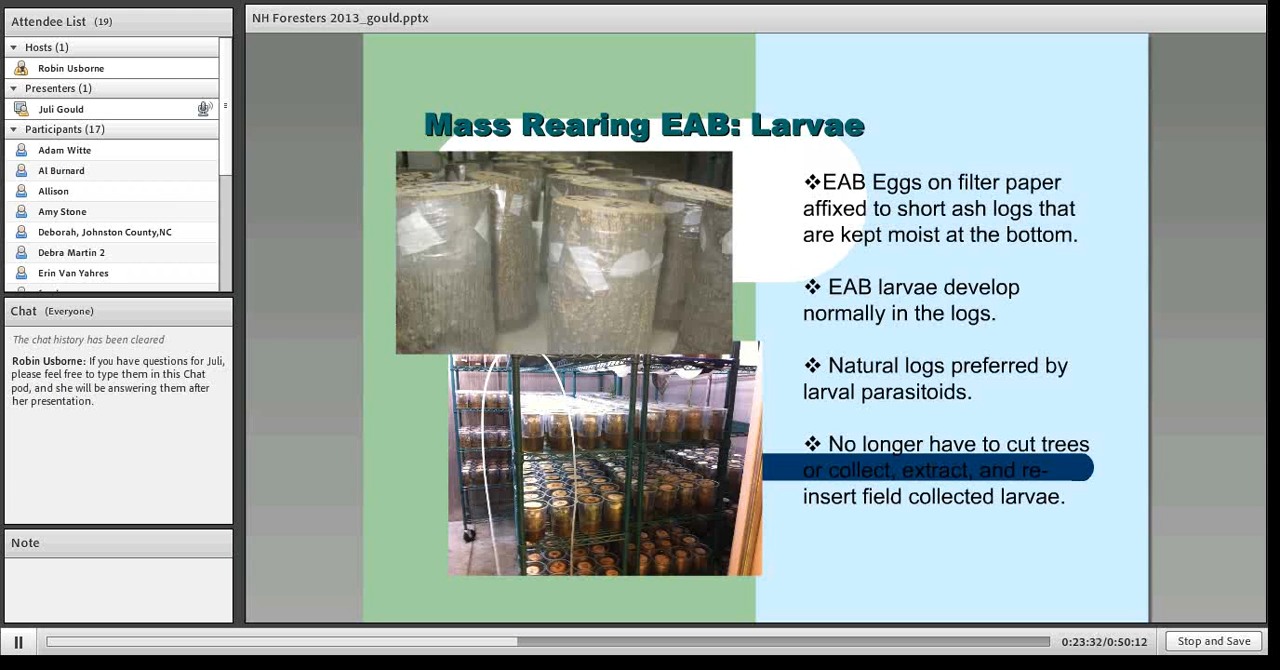 Attendee List (19)
Hosts (1)
Robin Usborne
Presenters (1)
Juli Gould
Participants (17)
Adam Witte
Al Burnard
Allison
Amy Stone
Deborah, Johnston County,NC
Debra Martin 2
Erin Van Yahres
Chat (Everyone)
The chat history has been cleared
Robin Usborne: If you have questions for Juli,
please feel free to type them in this Chat
pod, and she will be answering them after
her presentation.
Note
NH Foresters 2013_gould.pptx
Mass Rearing EAB: Larvae
❖EAB Eggs on filter paper
affixed to short ash logs that
are kept moist at the bottom.
❖ EAB larvae develop
normally in the logs.
❖ Natural logs preferred by
larval parasitoids.
❖ No longer have to cut trees
or collect, extract, and re-
insert field collected larvae.
0:23:32/0:50:12
Stop and Save